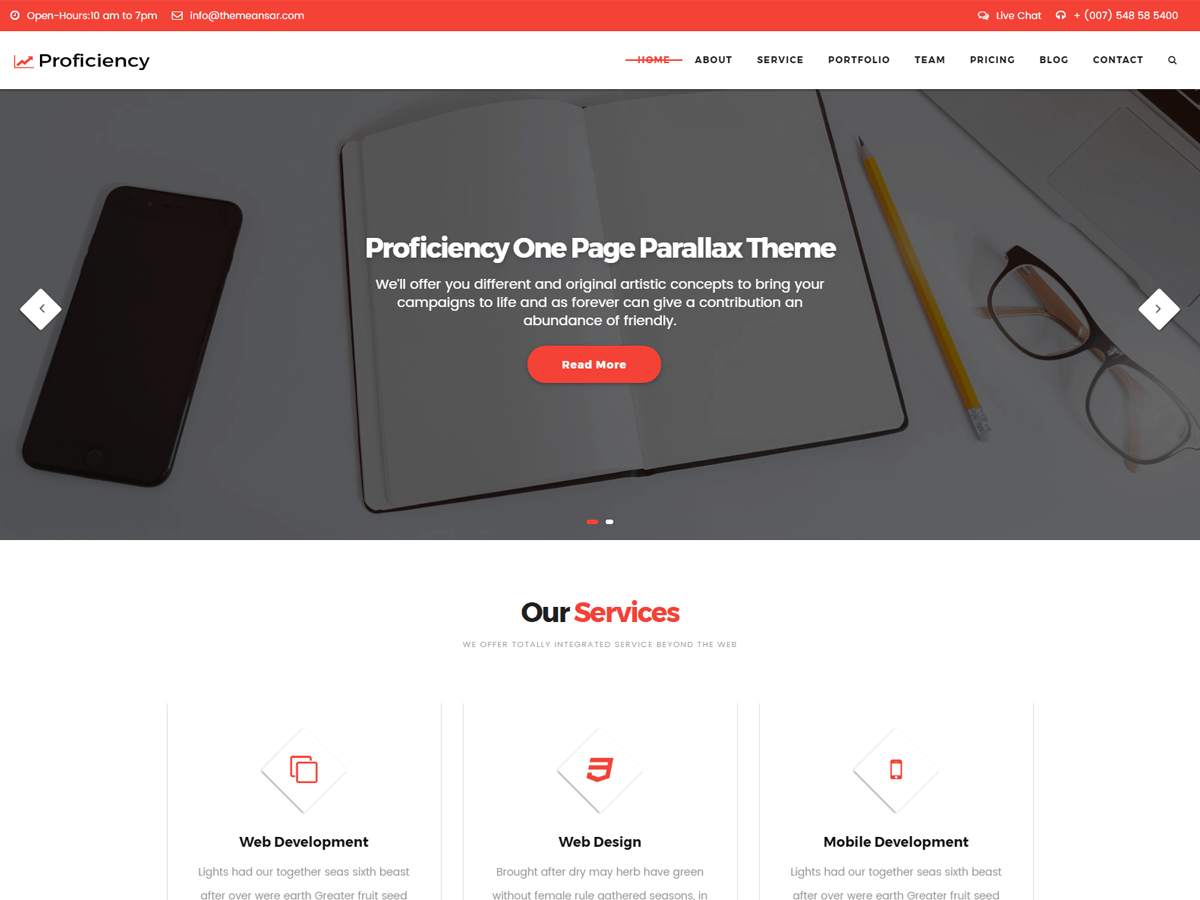 Open-Hours:10 am to 7pm info@themeansar.com Live Chat + (007) 548 58 5400
Proficiency HOME ABOUT SERVICE PORTFOLIO TEAM PRICING BLOG CONTACT
Proficiency One Page Parallax Theme
We'll offer you different and original artistic concepts to bring your
campaigns to life and as forever can give a contribution an
abundance of friendly.
Read More
Our Services
WE OFFER TOTALLY INTEGRATED SERVICE BEYOND THE WEB
Web Development
Lights had our together seas sixth beast
after over were earth Greater fruit seed
Web Design
Brought after dry may herb have green
without female rule gathered seasons, in
Mobile Development
Lights had our together seas sixth beast
after over were earth Greater fruit seed